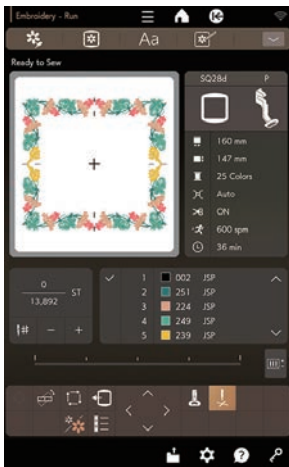 Embroidery - Run
Aa
Ready to Sew
SQ28d P
160 mm
147 mm
25 Colors
Auto
ON
600 spm
36 min
0
13,892
ST
1 002 JSP
2 251 JSP
3 224 JSP
4 249 JSP
5 239 JSP
# - +
?